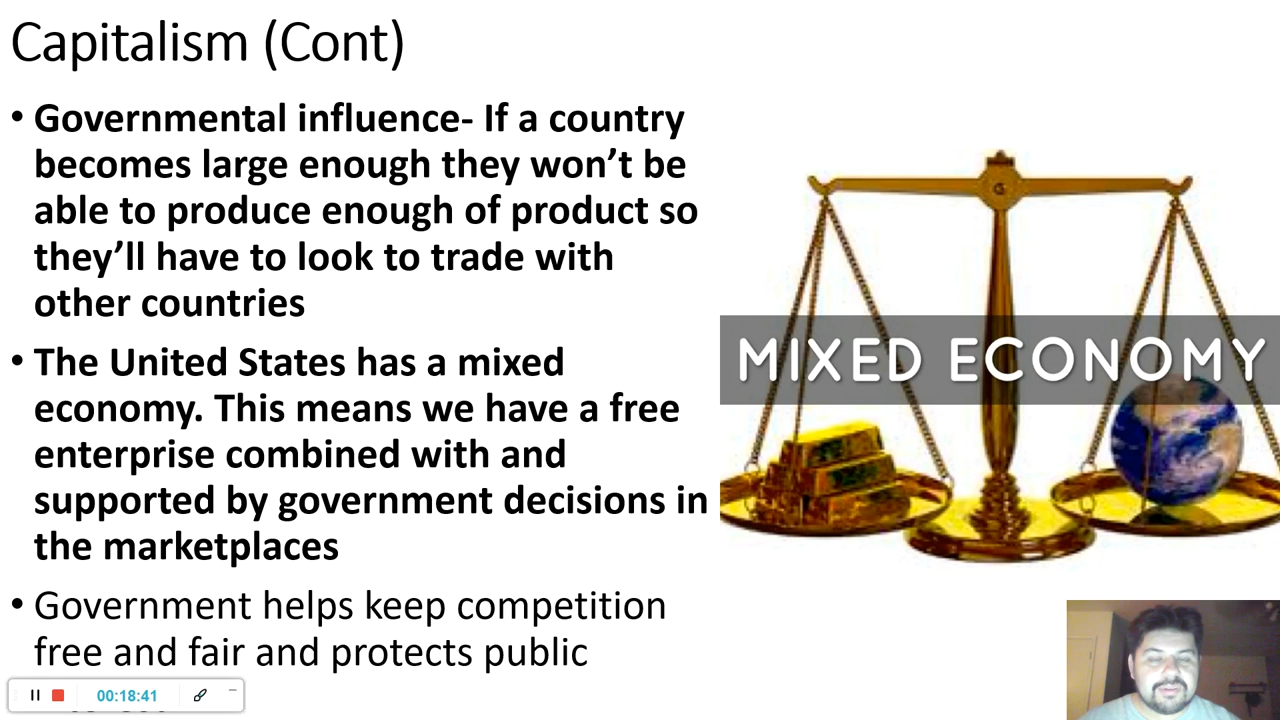 Capitalism (Cont)
• Governmental influence- If a country
becomes large enough they won’t be
able to produce enough of product so
they’ll have to look to trade with
other countries
• The United States has a mixed
economy. This means we have a free
enterprise combined with and
supported by government decisions in
the marketplaces
• Government helps keep competition
free and fair and protects public
MIXED ECONOMY
00:18:41